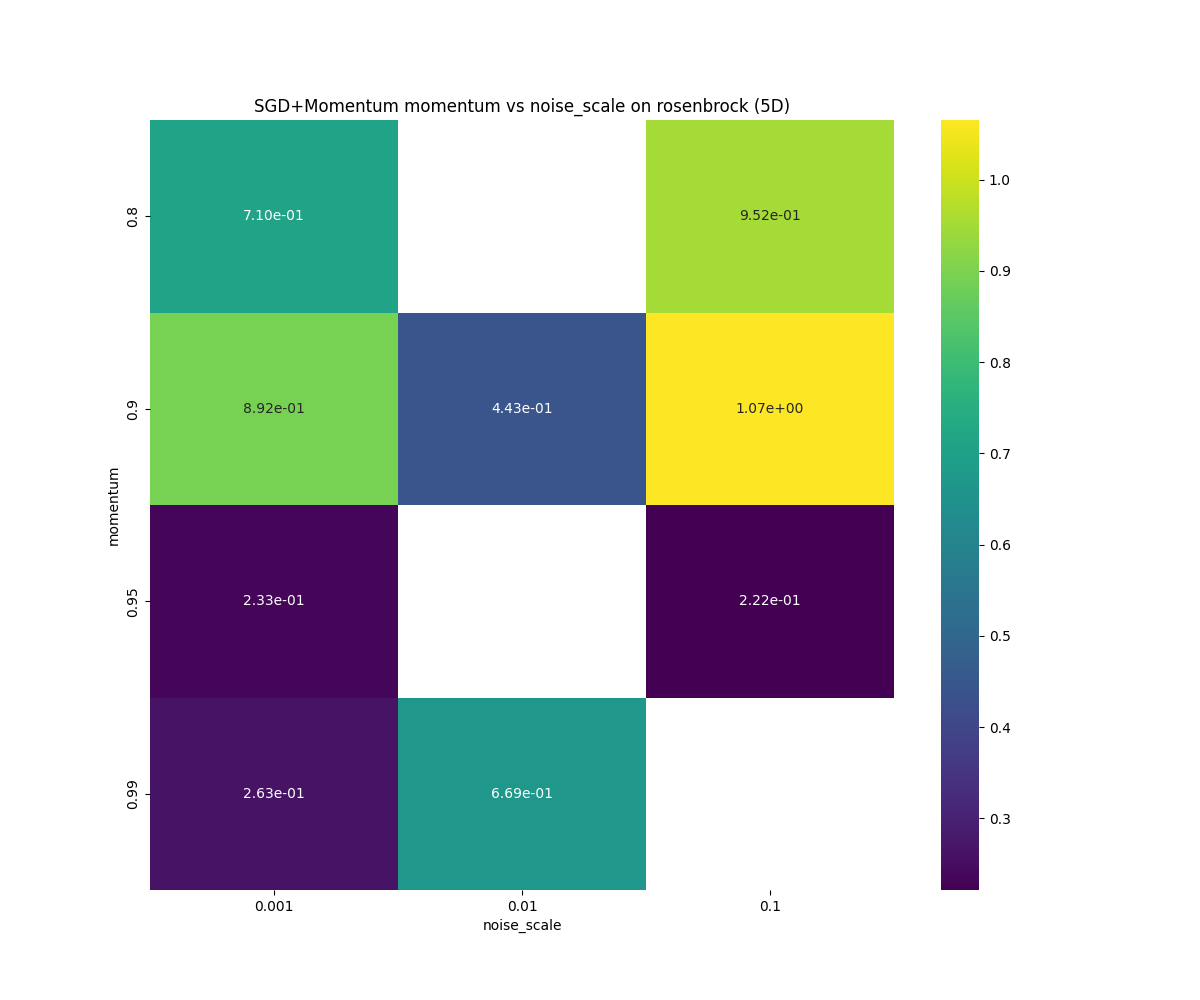 SGD+Momentum momentum vs noise_scale on rosenbrock (5D)
0.8
7.10e-01
9.52e-01
0.9
8.92e-01
4.43e-01
1.07e+00
0.95
2.33e-01
2.22e-01
0.99
2.63e-01
6.69e-01
momentum
0.001
0.01
0.1
noise_scale
1.0
0.9
0.8
0.7
0.6
0.5
0.4
0.3